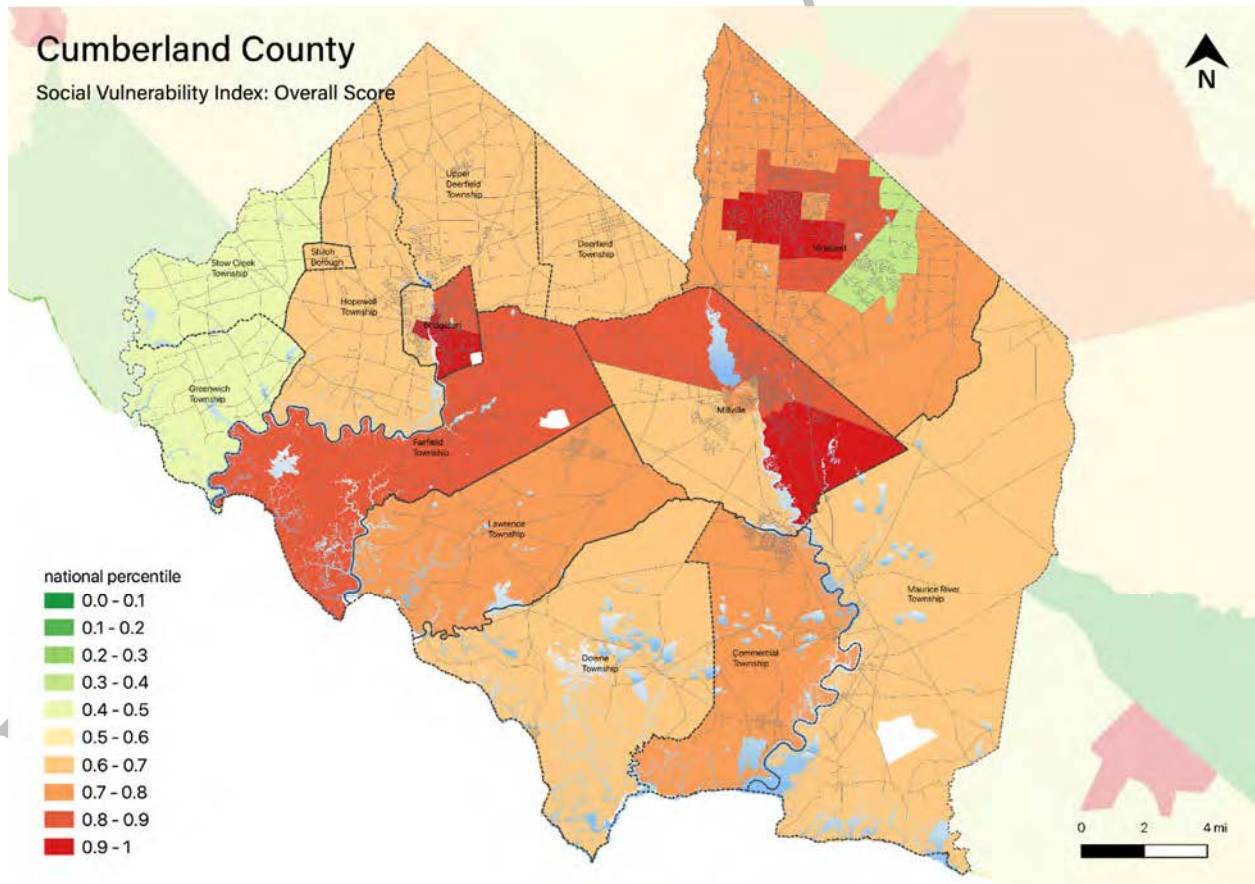 Cumberland County
Social Vulnerability Index: Overall Score
N
Upper
Deerfield
Township
Deerfield
Township
Vineland
Stow Creek
Township
Shiloh
Borough
Hopewell
Township
Bridgeton
Greenwich
Township
Millville
Fairfield
Township
Lawrence
Township
Maurice River
Township
Downe
Township
Commercial
Township
national percentile
0.0 - 0.1
0.1 - 0.2
0.2 - 0.3
0.3 - 0.4
0.4 - 0.5
0.5 - 0.6
0.6 - 0.7
0.7 - 0.8
0.8 - 0.9
0.9 - 1
0 2 4 mi